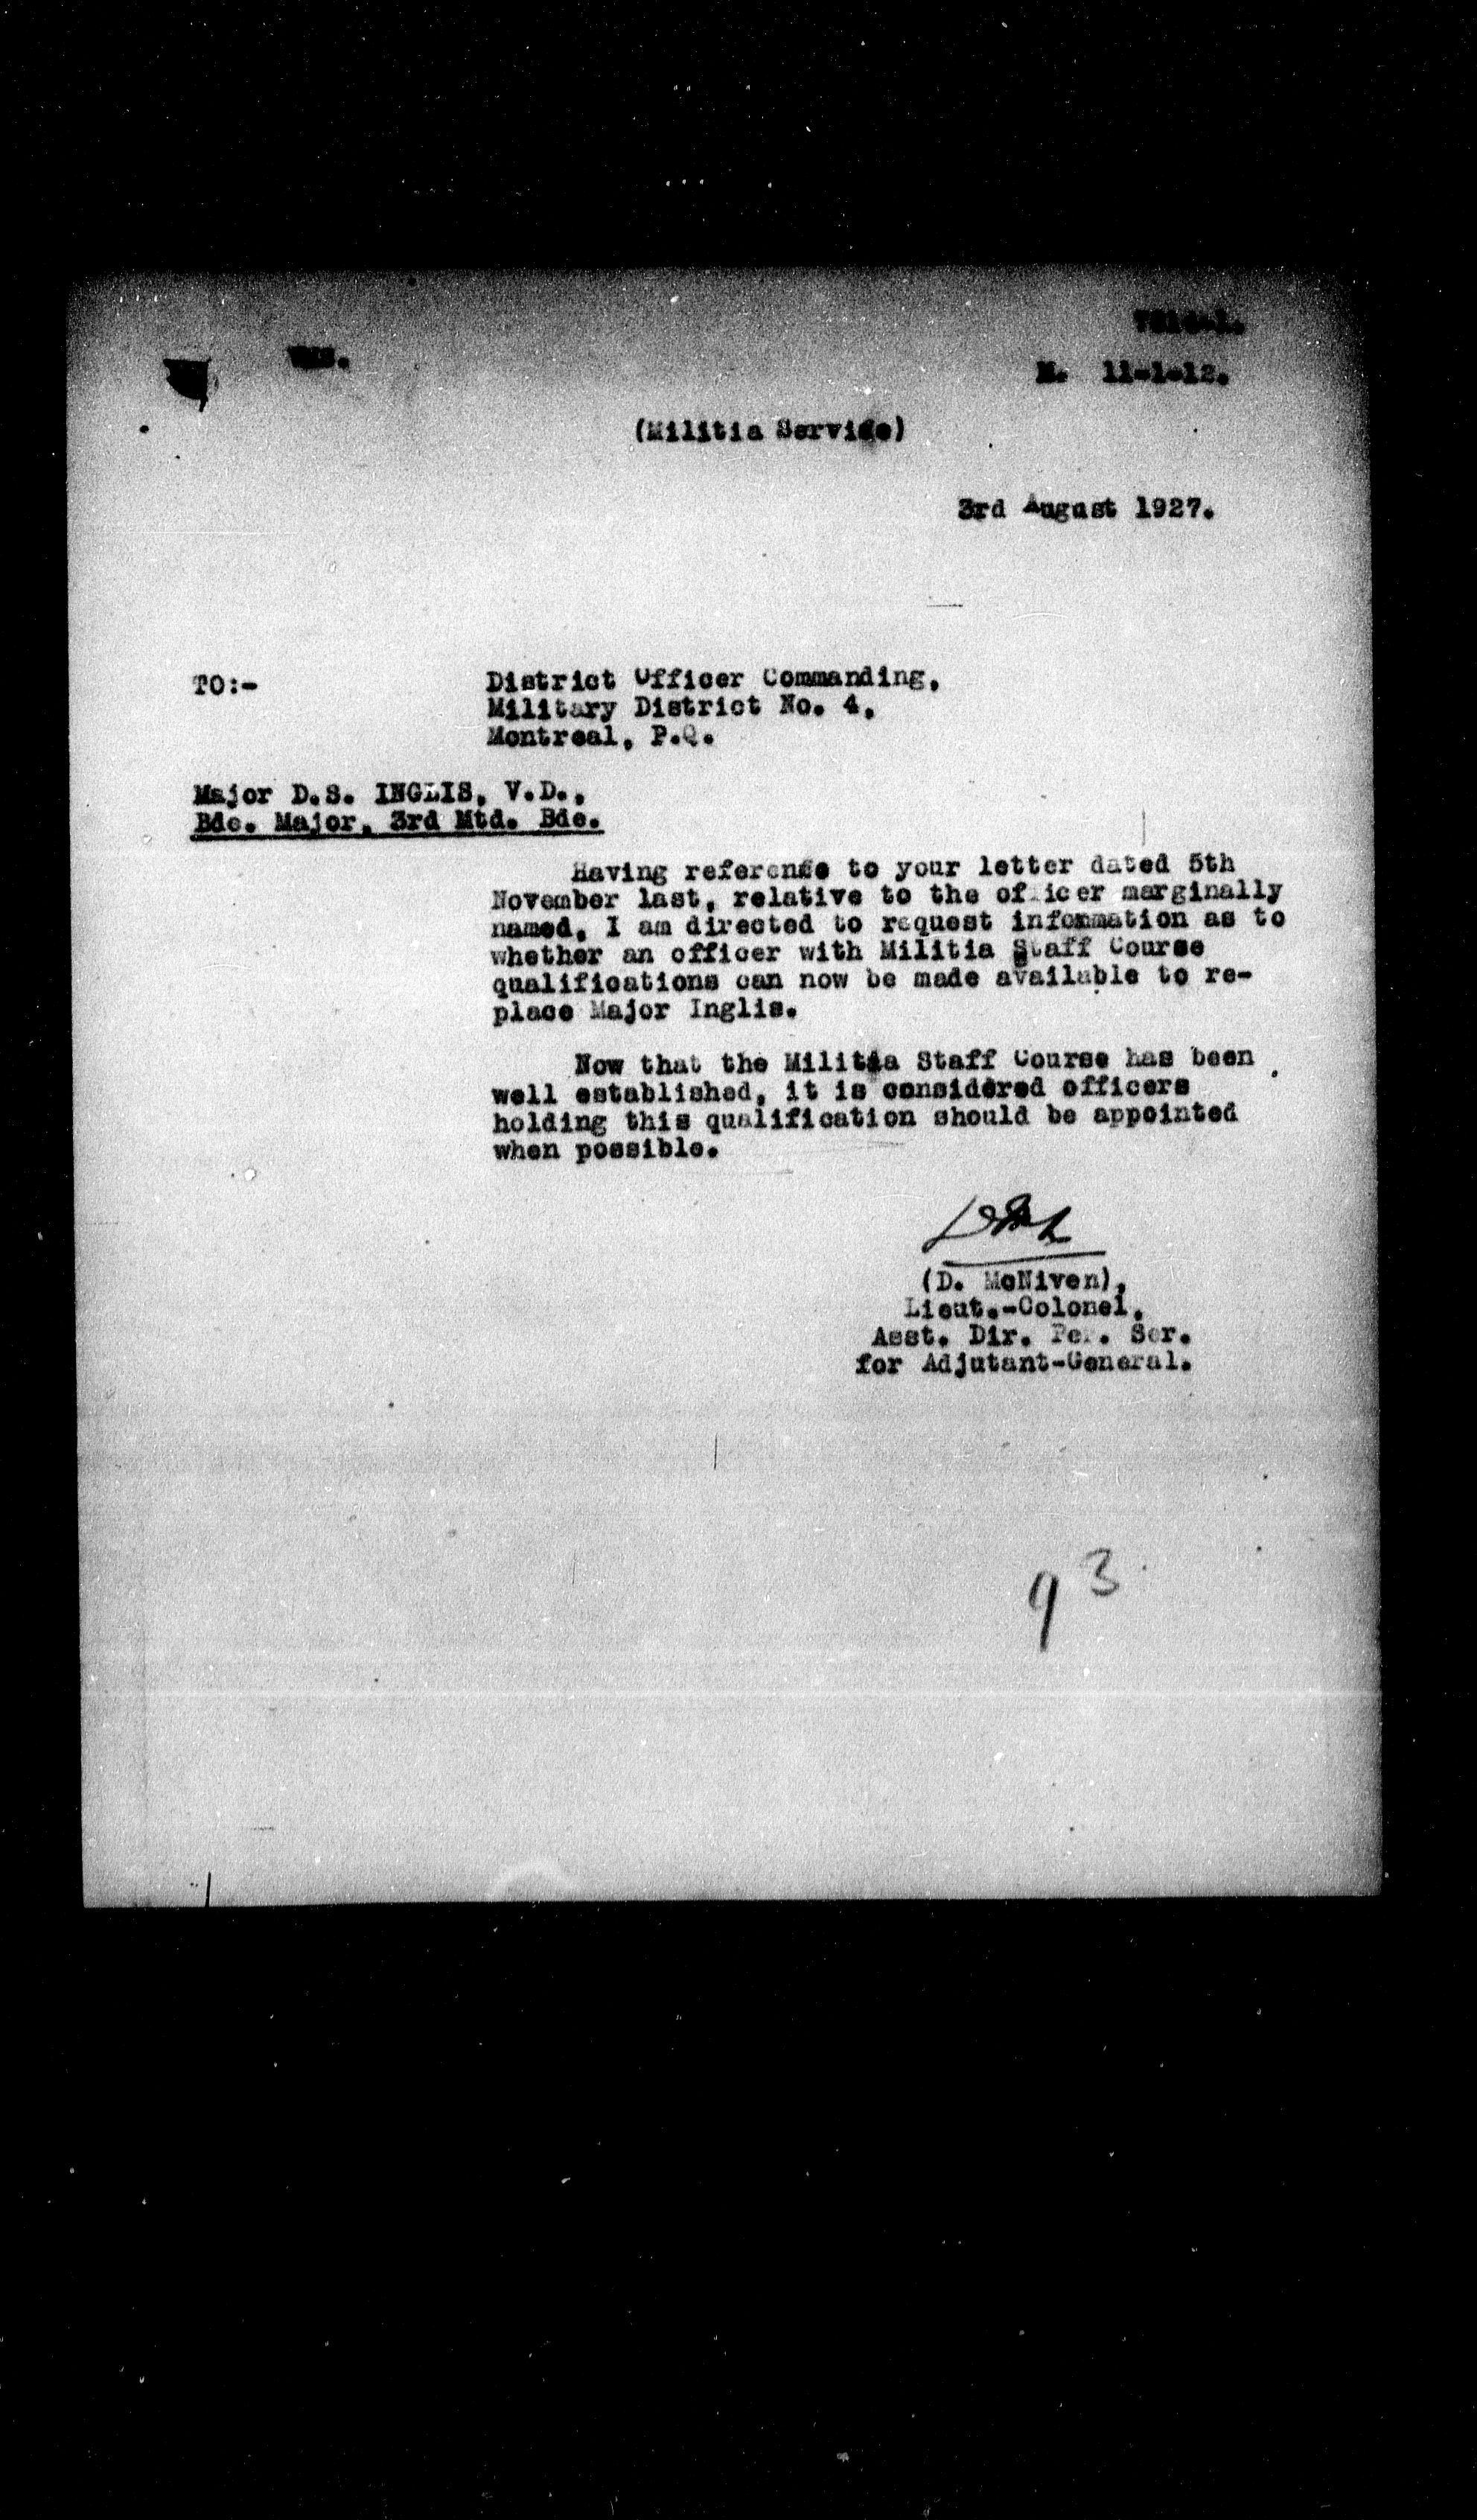 M. 11-1-12.
(Militia Service)
3rd August 1927.
TO:- District Officer Commanding,
Military District No. 4,
Montreal, P.Q.
Major D.S. INGLIS, V.D.,
Bde. Major, 3rd Mtd. Bde.
Having reference to your letter dated 5th
November last, relative to the officer marginally
named, I am directed to request information as to
whether an officer with Militia Staff Course
qualifications can now be made available to re-
place Major Inglis.
Now that the Militia Staff Course has been
well established, it is considered officers
holding this qualification should be appointed
when possible.
(D. McNiven),
Lieut.-Colonel,
Asst. Dir. Per. Ser.
for Adjutant-General.
93